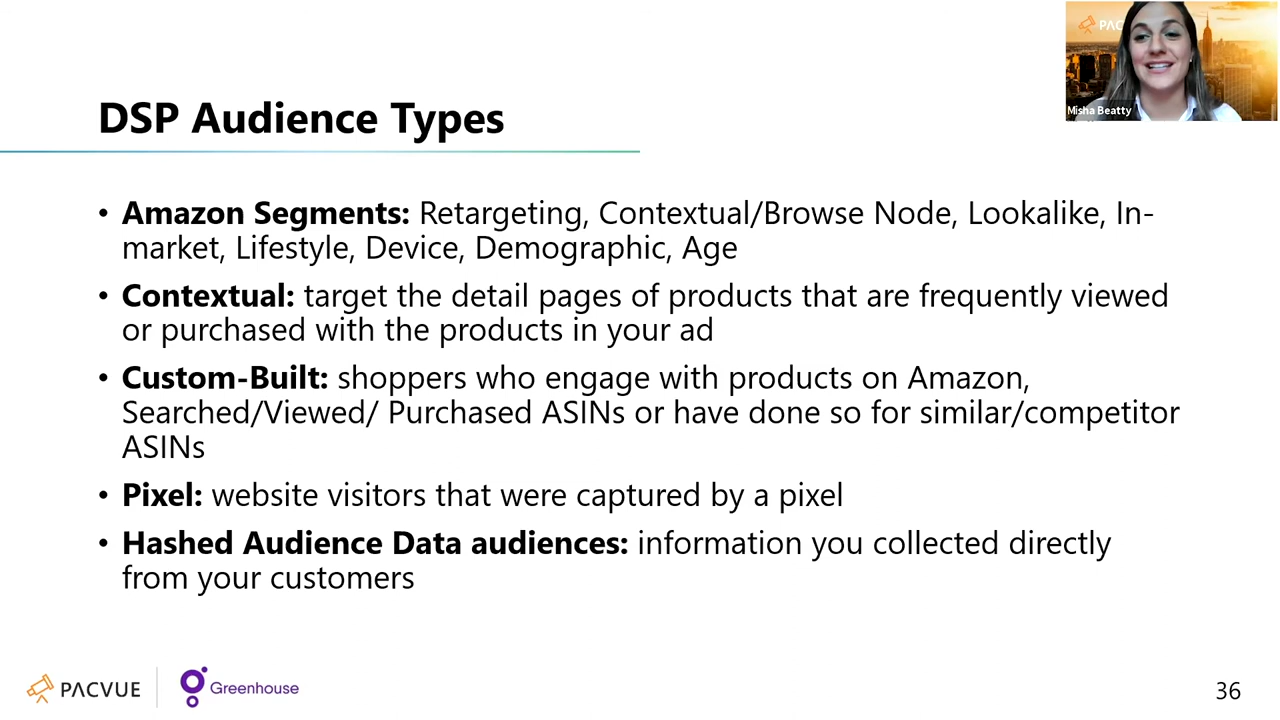 PAC
Misha Beatty
DSP Audience Types
• Amazon Segments: Retargeting, Contextual/Browse Node, Lookalike, In-
market, Lifestyle, Device, Demographic, Age
• Contextual: target the detail pages of products that are frequently viewed
or purchased with the products in your ad
• Custom-Built: shoppers who engage with products on Amazon,
Searched/Viewed/ Purchased ASINs or have done so for similar/competitor
ASINs
• Pixel: website visitors that were captured by a pixel
• Hashed Audience Data audiences: information you collected directly
from your customers
PACVUE
Greenhouse
36